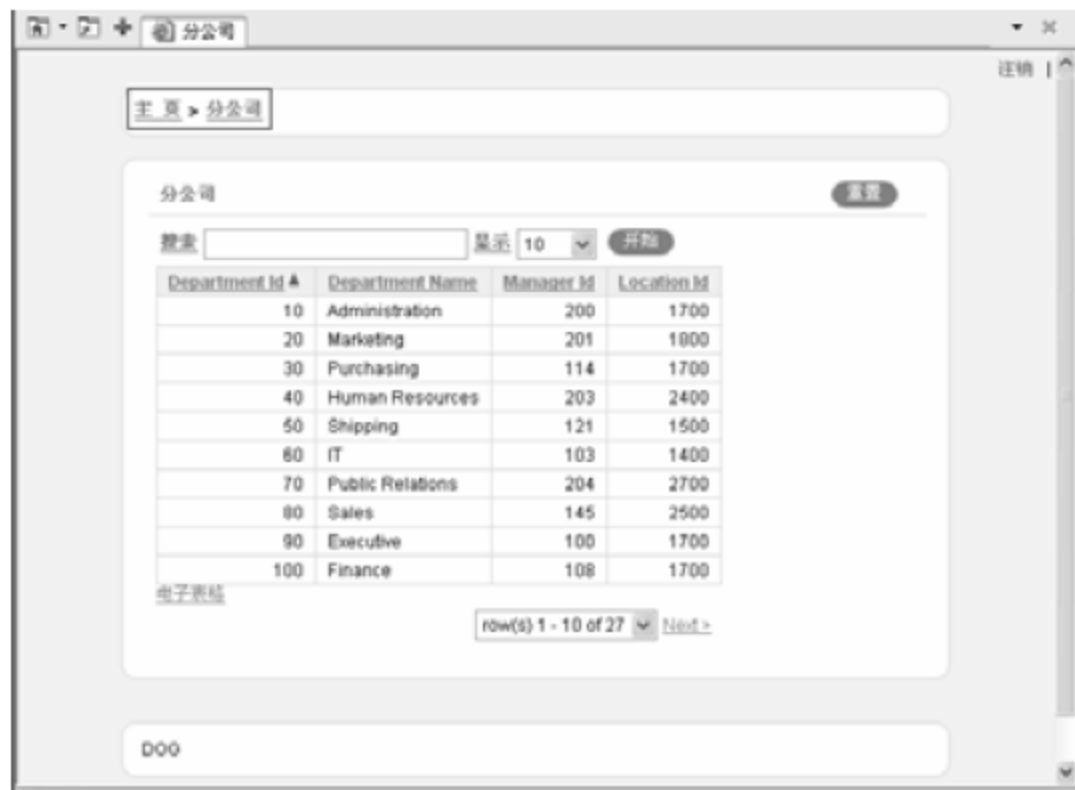 分公司
注销 |
主 页 > 分公司
分公司 重置
搜索 显示 10 开始
Department Id Department Name Manager Id Location Id
10 Administration 200 1700
20 Marketing 201 1800
30 Purchasing 114 1700
40 Human Resources 203 2400
50 Shipping 121 1500
60 IT 103 1400
70 Public Relations 204 2700
80 Sales 145 2500
90 Executive 100 1700
100 Finance 108 1700
电子表格
row(s) 1 - 10 of 27 Next >
DOG